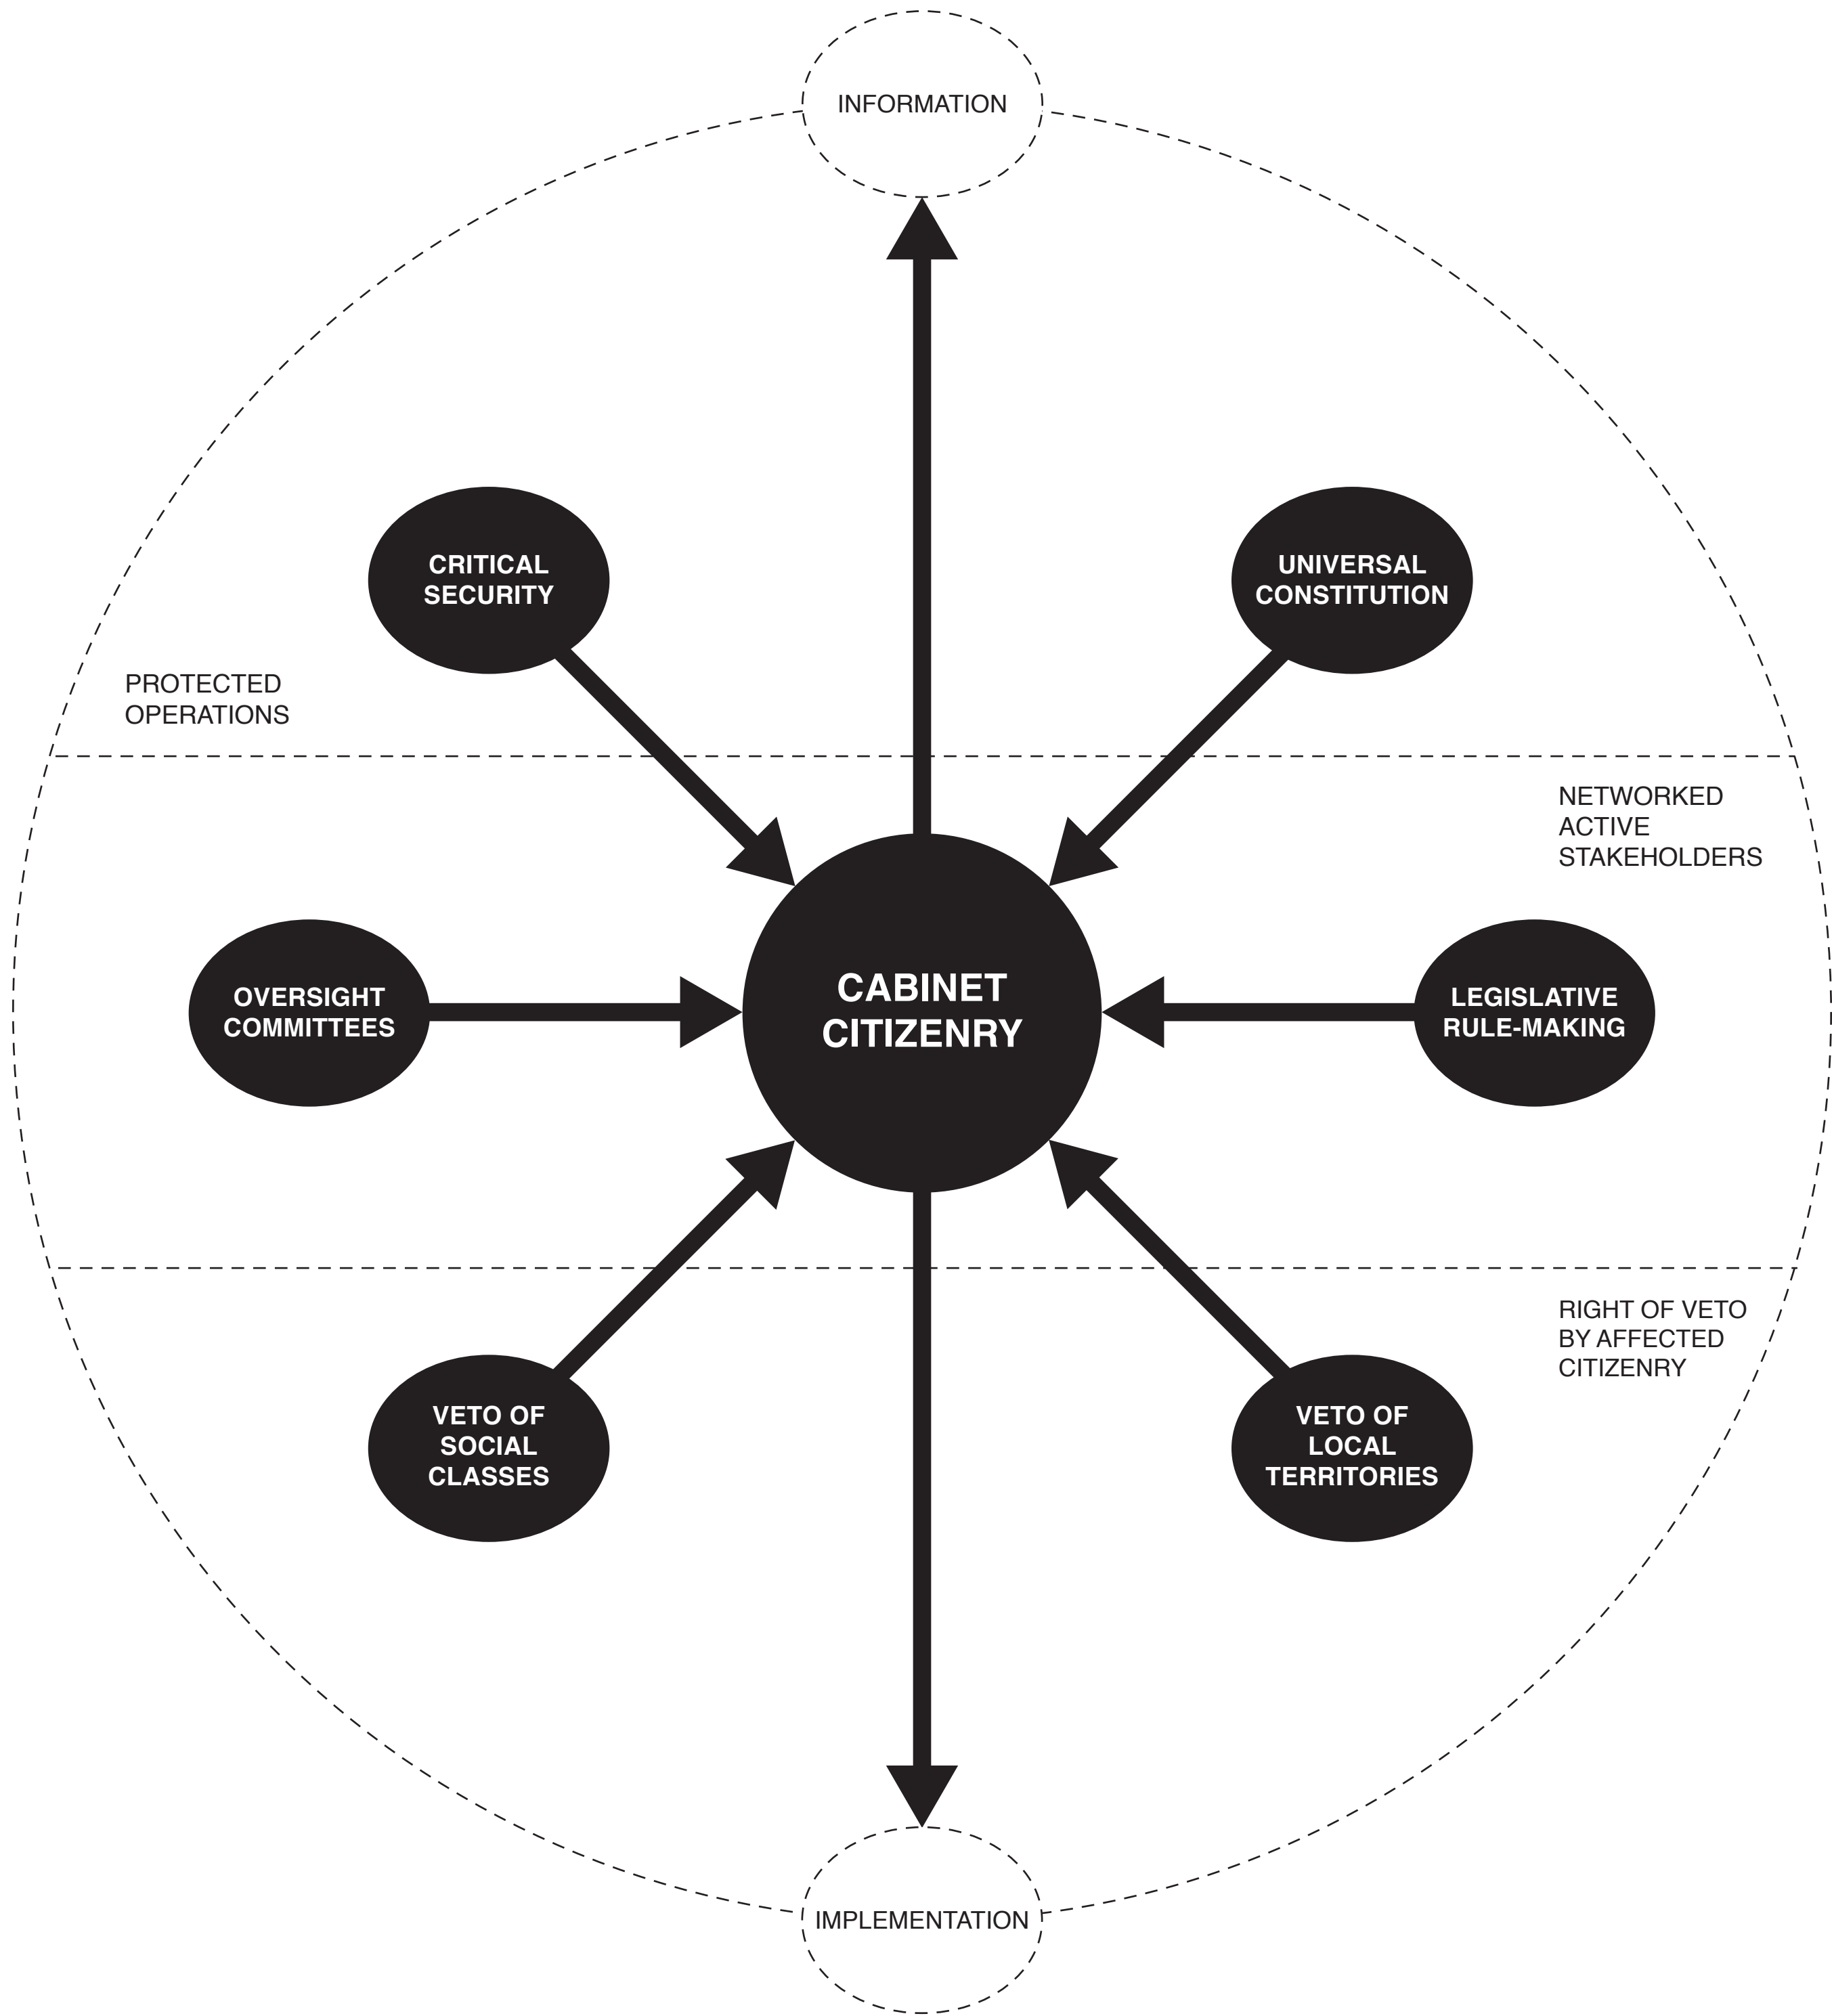 INFORMATION
CRITICAL
SECURITY
UNIVERSAL
CONSTITUTION
PROTECTED
OPERATIONS
NETWORKED
ACTIVE
STAKEHOLDERS
OVERSIGHT
COMMITTEES
CABINET
CITIZENRY
LEGISLATIVE
RULE-MAKING
RIGHT OF VETO
BY AFFECTED
CITIZENRY
VETO OF
SOCIAL
CLASSES
VETO OF
LOCAL
TERRITORIES
IMPLEMENTATION